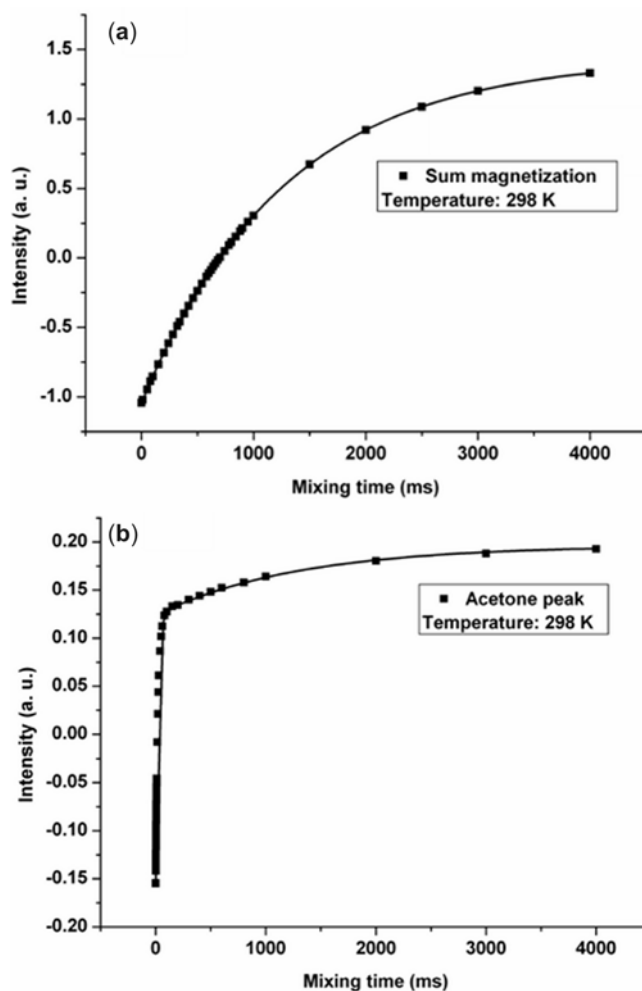 (a)
1.5
1.0
0.5
0.0
-0.5
-1.0
Intensity (a. u.)
Sum magnetization
Temperature: 298 K
0 1000 2000 3000 4000
Mixing time (ms)
(b)
0.20
0.15
0.10
0.05
0.00
-0.05
-0.10
-0.15
-0.20
Intensity (a. u.)
Acetone peak
Temperature: 298 K
0 1000 2000 3000 4000
Mixing time (ms)